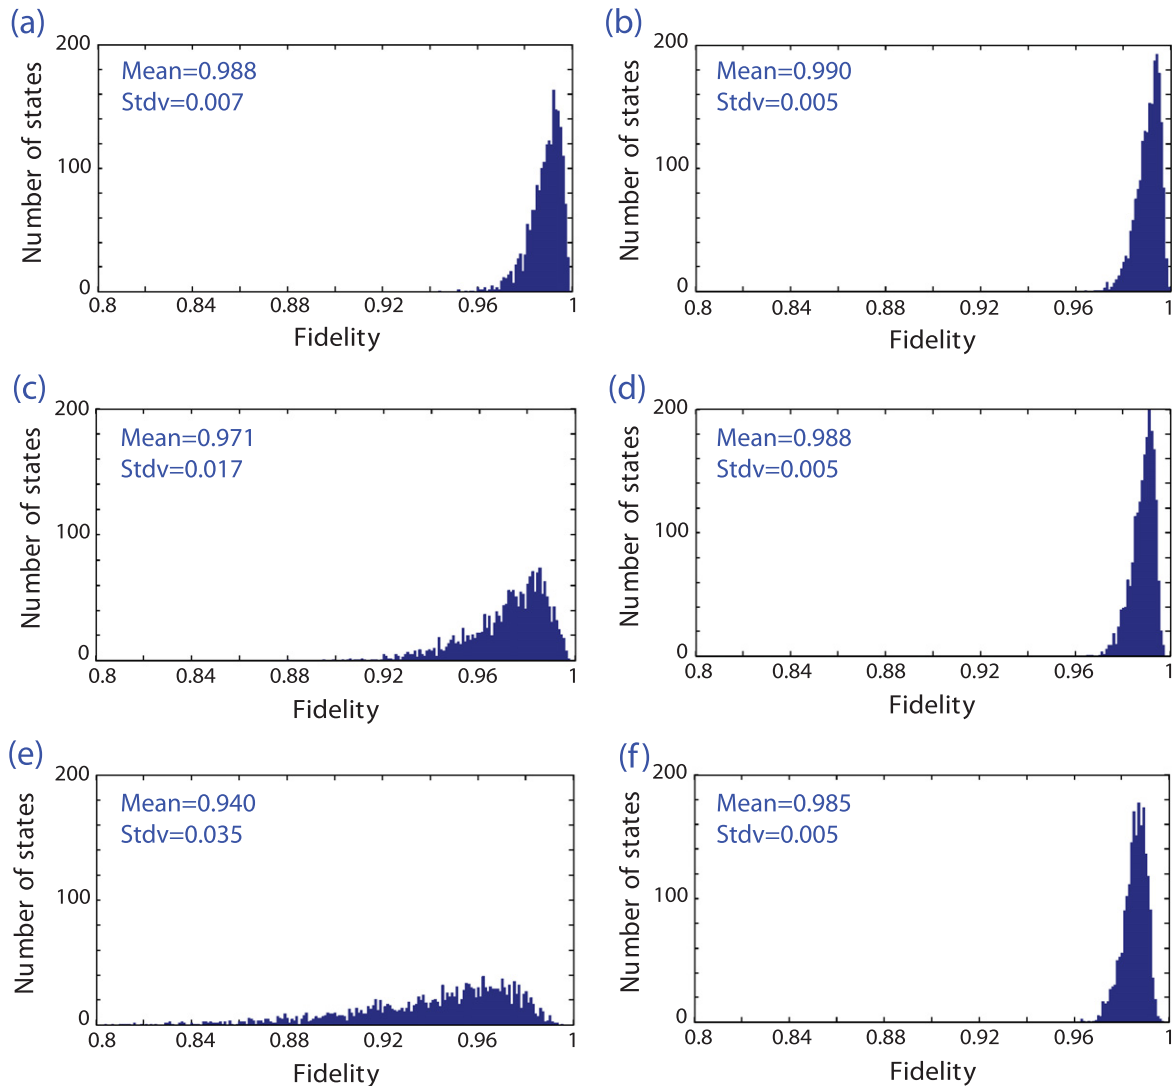 (a)
200
Mean=0.988
Stdv=0.007
Number of states
100
0
0.8 0.84 0.88 0.92 0.96 1
Fidelity
(b)
200
Mean=0.990
Stdv=0.005
Number of states
100
0
0.8 0.84 0.88 0.92 0.96 1
Fidelity
(c)
200
Mean=0.971
Stdv=0.017
Number of states
100
0
0.8 0.84 0.88 0.92 0.96 1
Fidelity
(d)
200
Mean=0.988
Stdv=0.005
Number of states
100
0
0.8 0.84 0.88 0.92 0.96 1
Fidelity
(e)
200
Mean=0.940
Stdv=0.035
Number of states
100
0
0.8 0.84 0.88 0.92 0.96 1
Fidelity
(f)
200
Mean=0.985
Stdv=0.005
Number of states
100
0
0.8 0.84 0.88 0.92 0.96 1
Fidelity